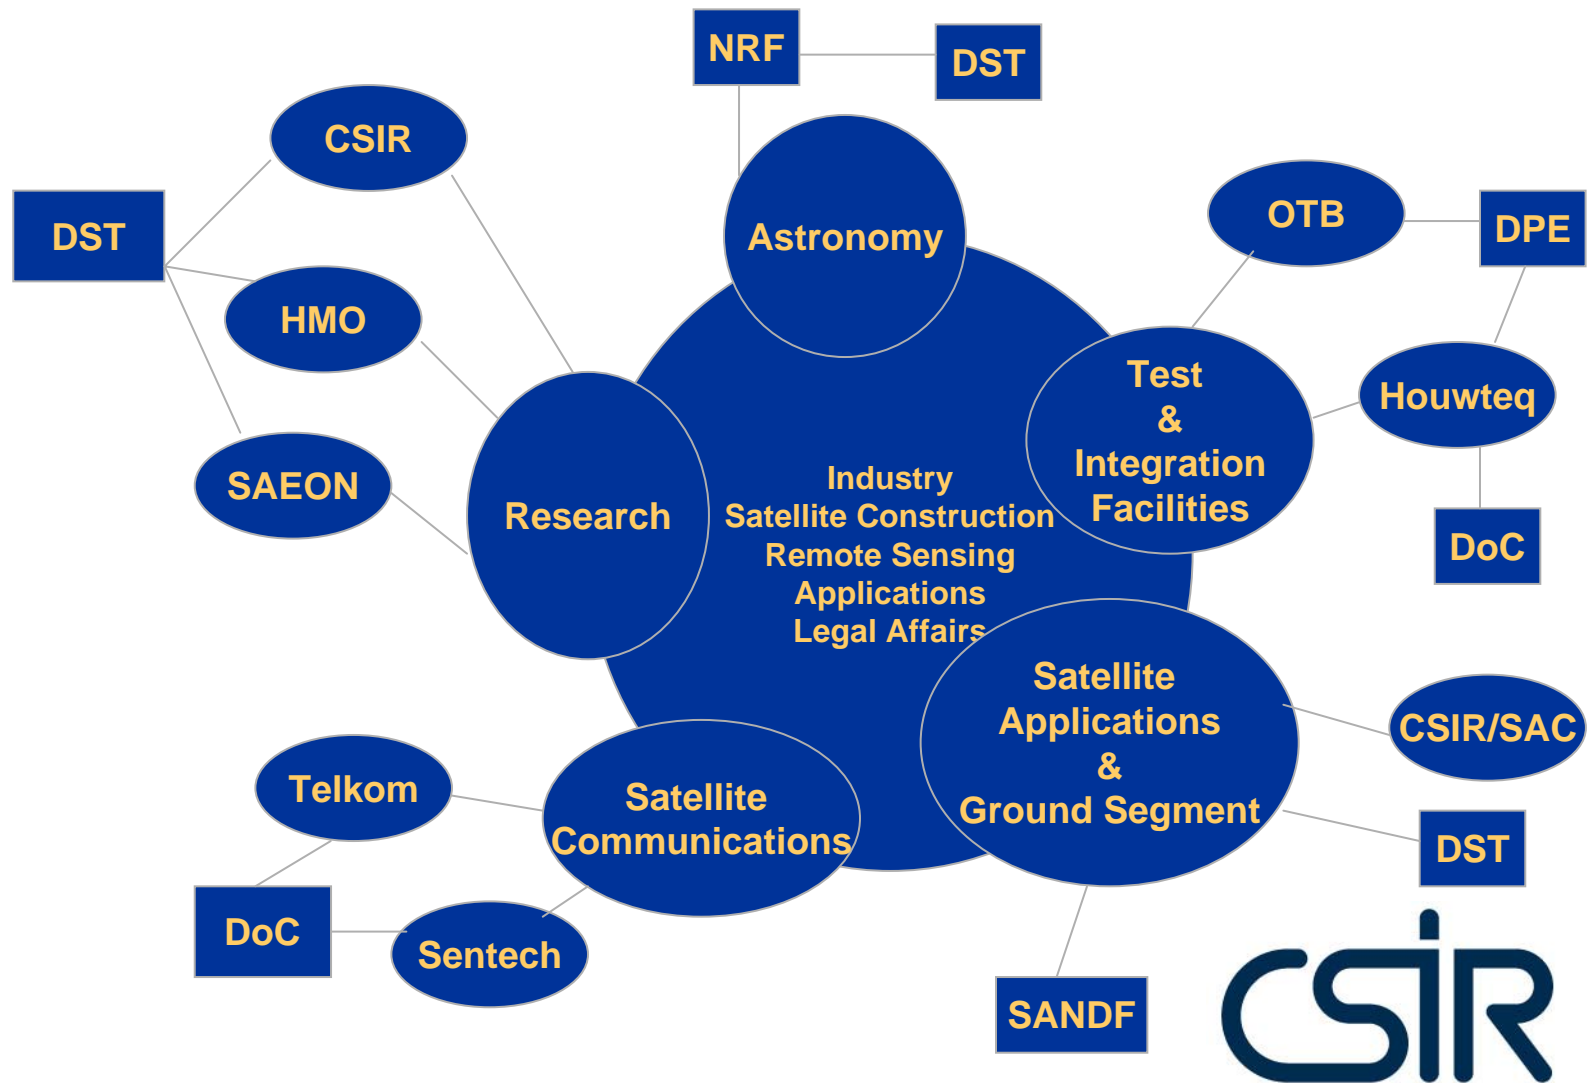 NRF
DST
CSIR
DST
HMO
SAEON
Astronomy
OTB
DPE
Test
&
Integration
Facilities
Houwteq
DoC
Research
Industry
Satellite Construction
Remote Sensing
Applications
Legal Affairs
Satellite
Applications
&
Ground Segment
CSIR/SAC
DST
SANDF
Satellite
Communications
Telkom
DoC
Sentech
CSIR